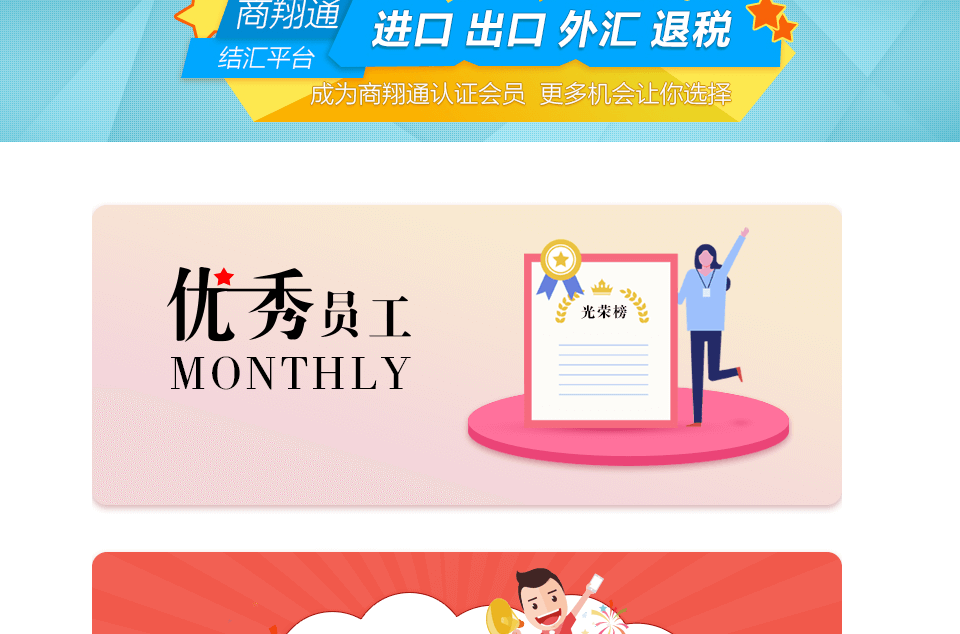 商翔通
进口 出口 外汇 退税
结汇平台
成为商翔通认证会员 更多机会让你选择
优秀员工
MONTHLY
光荣榜